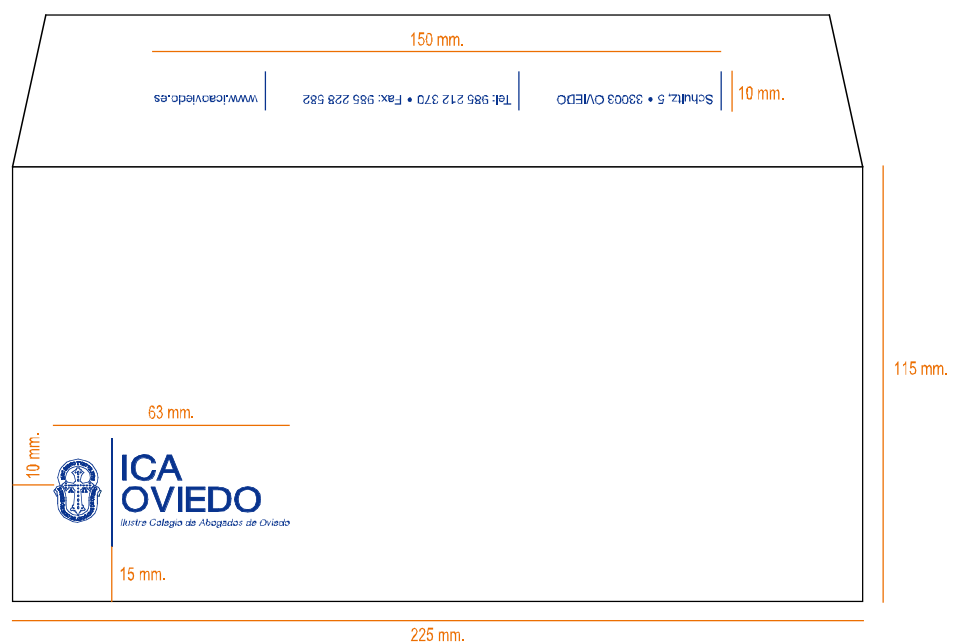 150 mm.
Schultz, 5 • 33003 OVIEDO
Tel: 985 212 370 • Fax: 985 228 582
www.icaoviedo.es
10 mm.
115 mm.
63 mm.
10 mm.
ICA
OVIEDO
Ilustre Colegio de Abogados de Oviedo
15 mm.
225 mm.